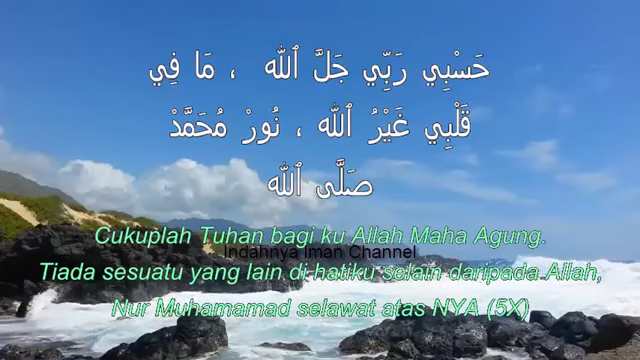 حَسْبِي رَبِّي جَلَّ ٱللّٰه ، مَا فِي
قَلْبِي غَيْرُ ٱللّٰه ، نُورْ مُحَمَّدْ
صَلَّى ٱللّٰه
Cukuplah Tuhan bagi ku Allah Maha Agung.
Indahnya Iman Channel
Tiada sesuatu yang lain di hatiku selain daripada Allah,
Nur Muhamamad selawat atas NYA (5X)